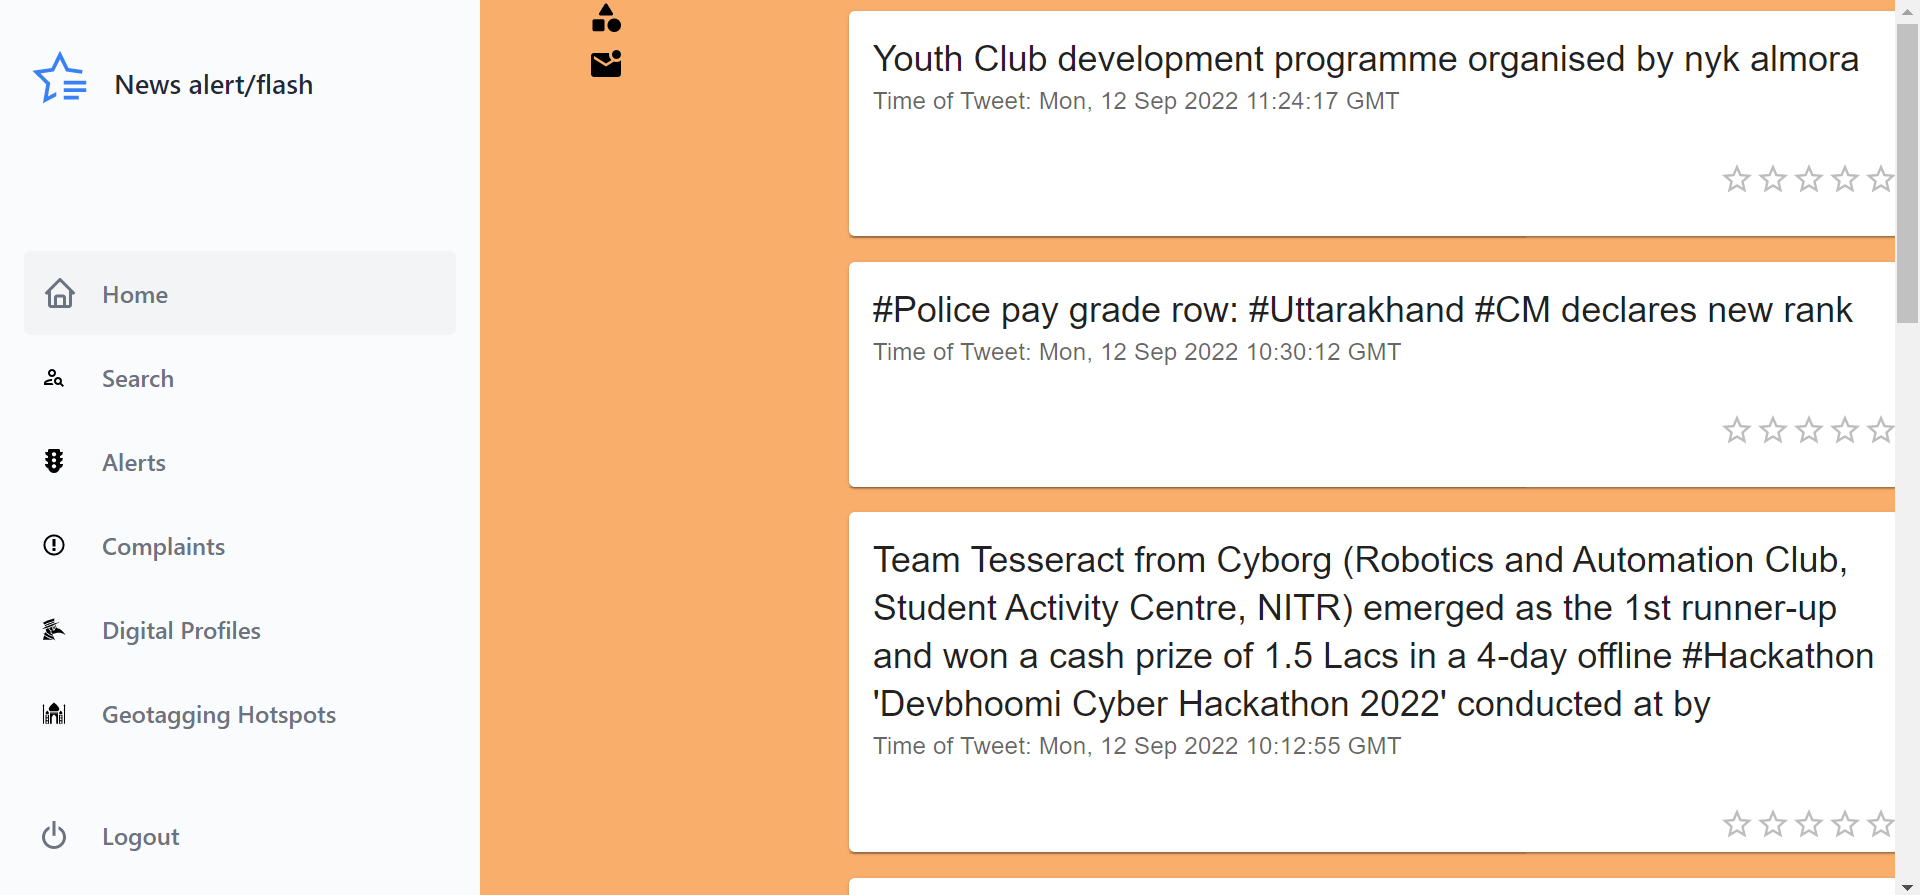 News alert/flash
Home
Search
Alerts
Complaints
Digital Profiles
Geotagging Hotspots
Logout
Youth Club development programme organised by nyk almora
Time of Tweet: Mon, 12 Sep 2022 11:24:17 GMT
#Police pay grade row: #Uttarakhand #CM declares new rank
Time of Tweet: Mon, 12 Sep 2022 10:30:12 GMT
Team Tesseract from Cyborg (Robotics and Automation Club,
Student Activity Centre, NITR) emerged as the 1st runner-up
and won a cash prize of 1.5 Lacs in a 4-day offline #Hackathon
'Devbhoomi Cyber Hackathon 2022' conducted at by
Time of Tweet: Mon, 12 Sep 2022 10:12:55 GMT